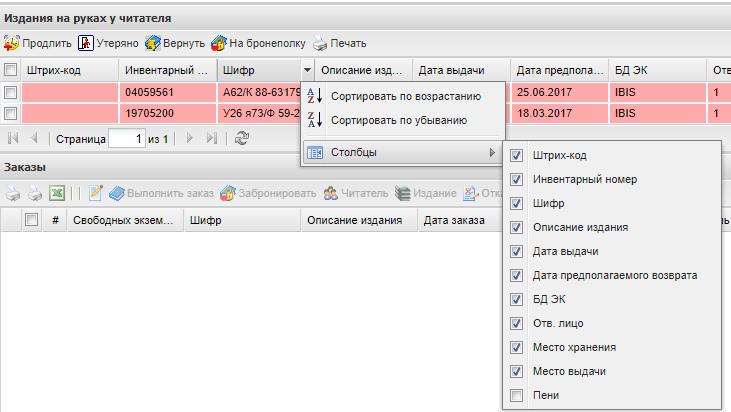 Издания на руках у читателя
Продлить Утеряно Вернуть На бронеполку Печать
Штрих-код Инвентарный ... Шифр Описание изд... Дата выдачи Дата предпола... БД ЭК Отв
04059561 А62/К 88-63179 25.06.2017 IBIS 1
19705200 У26 я73/Ф 59-2 18.03.2017 IBIS 1
Сортировать по возрастанию
Сортировать по убыванию
Столбцы
Страница 1 из 1
Заказы
Выполнить заказ Забронировать Читатель Издание Отка
# Свободных экзем... Шифр Описание издания Дата заказа
Штрих-код
Инвентарный номер
Шифр
Описание издания
Дата выдачи
Дата предполагаемого возврата
БД ЭК
Отв. лицо
Место хранения
Место выдачи
Пени